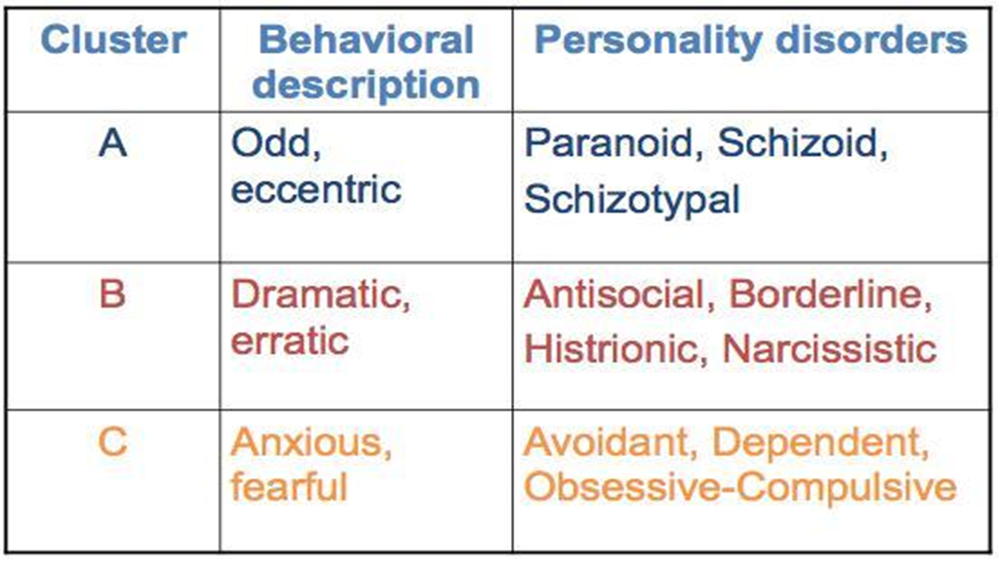 Cluster
Behavioral
description
Personality disorders
A
Odd,
eccentric
Paranoid, Schizoid,
Schizotypal
B
Dramatic,
erratic
Antisocial, Borderline,
Histrionic, Narcissistic
C
Anxious,
fearful
Avoidant, Dependent,
Obsessive-Compulsive